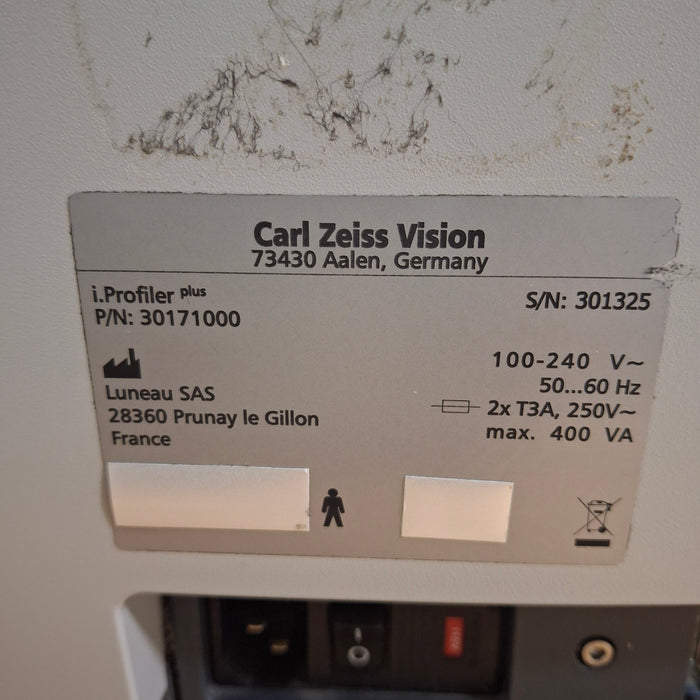 Carl Zeiss Vision
73430 Aalen, Germany
i.Profiler plus
S/N: 301325
P/N: 30171000
100-240 V~
50...60 Hz
2x T3A, 250V~
max. 400 VA
Luneau SAS
28360 Prunay le Gillon
France